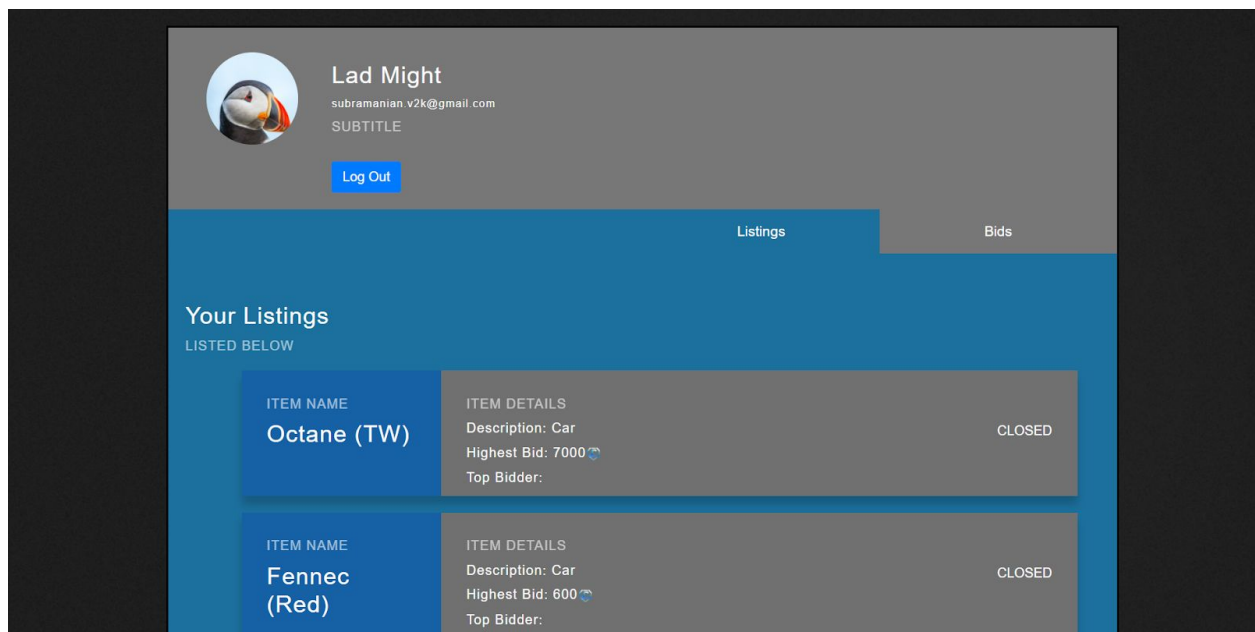 Lad Might
subramanian.v2k@gmail.com
SUBTITLE
Log Out
Listings
Bids
Your Listings
LISTED BELOW
ITEM NAME
Octane (TW)
ITEM DETAILS
Description: Car
Highest Bid: 7000
Top Bidder:
CLOSED
ITEM NAME
Fennec
(Red)
ITEM DETAILS
Description: Car
Highest Bid: 600
Top Bidder:
CLOSED